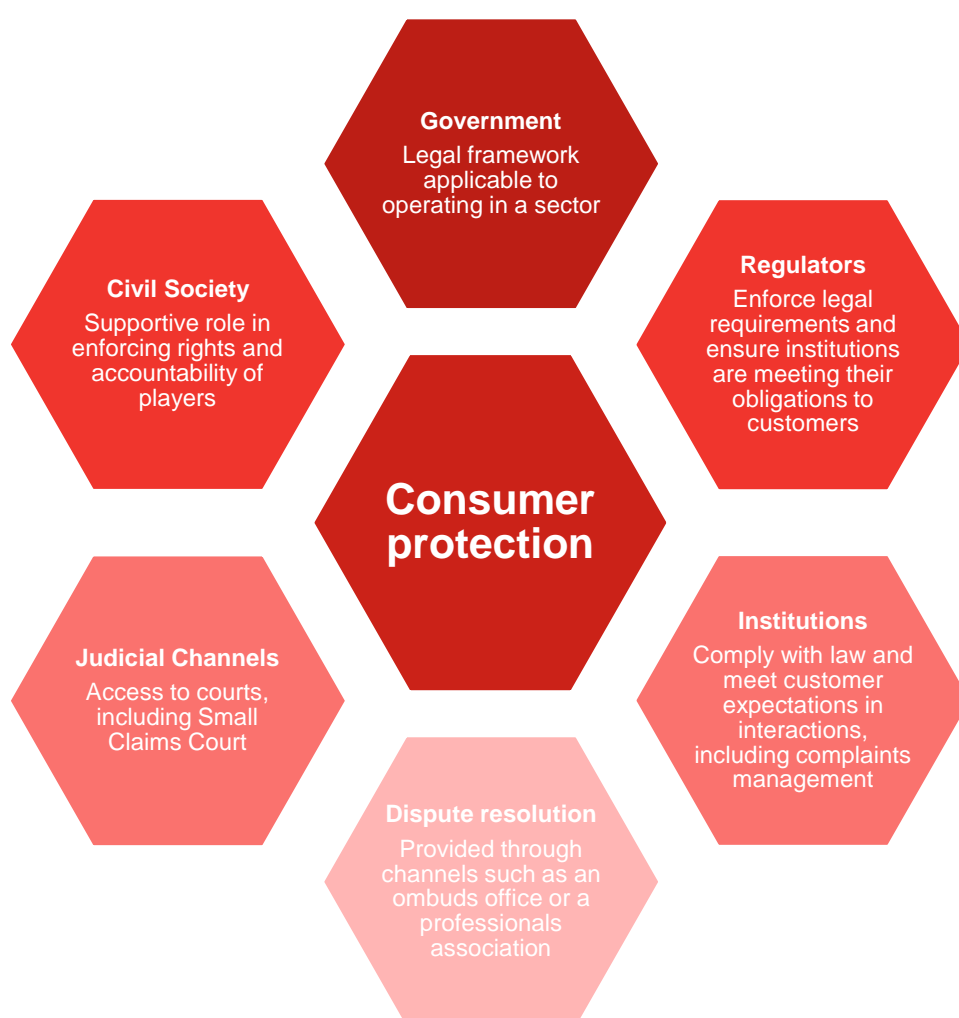 Government
Legal framework
applicable to
operating in a sector
Civil Society
Supportive role in
enforcing rights and
accountability of
players
Regulators
Enforce legal
requirements and
ensure institutions
are meeting their
obligations to
customers
Consumer
protection
Judicial Channels
Access to courts,
including Small
Claims Court
Institutions
Comply with law and
meet customer
expectations in
interactions,
including complaints
management
Dispute resolution
Provided through
channels such as an
ombuds office or a
professionals
association